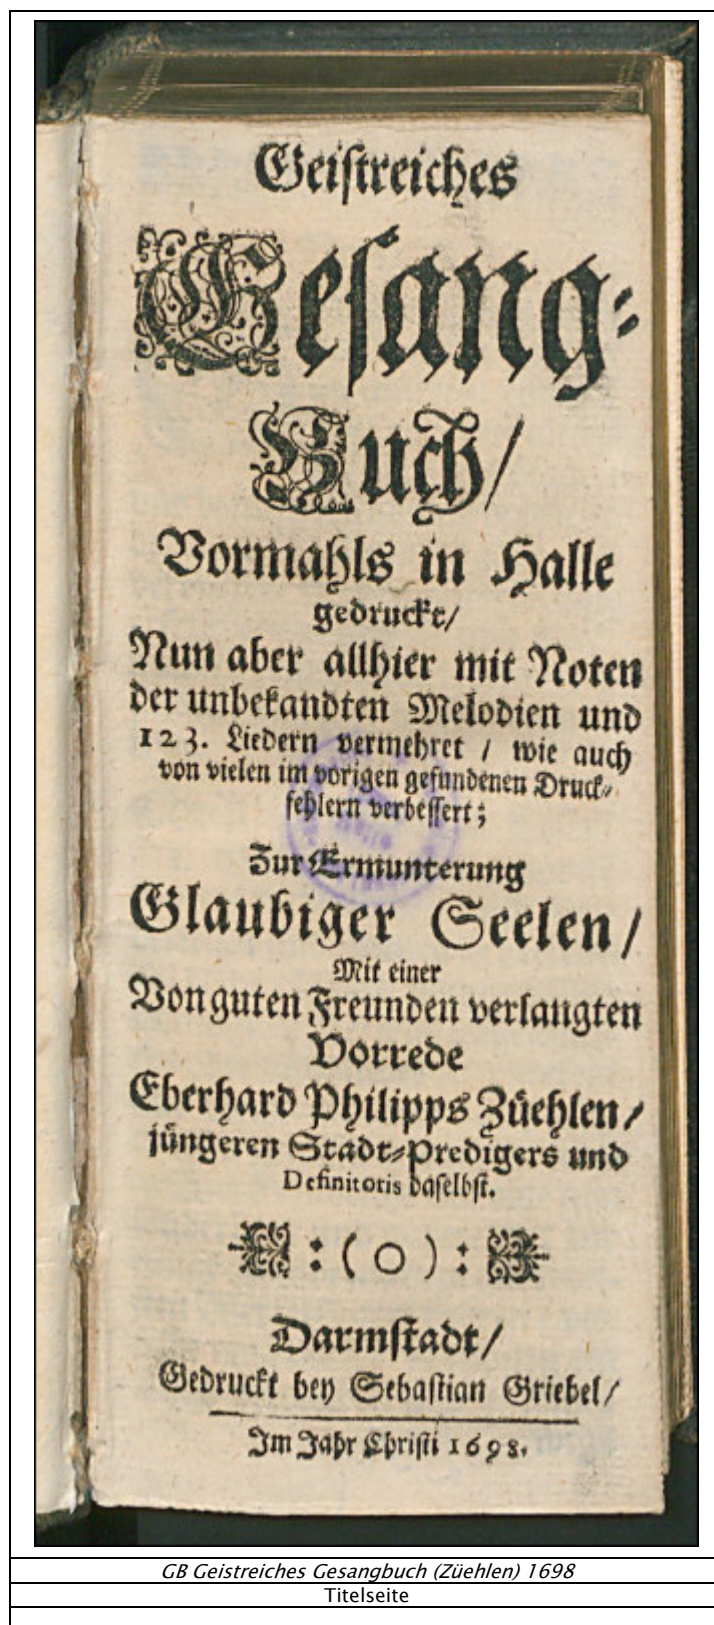 Geistreiches
Gesang-
Buch/
Vormahls in Halle
gedruckt/
Nun aber allhier mit Noten
der unbekandten Melodien und
123. Liedern vermehret / wie auch
von vielen im vorigen gefundenen Druck-
fehlern verbessert;
Zur Ermunterung
Glaubiger Seelen/
Mit einer
Von guten Freunden verlangten
Vorrede
Eberhard Philipps Züehlen/
jüngeren Stadt-Predigers und
Definitoris daselbst.
:(O):
Darmstadt/
Gedruckt bey Sebastian Griebel/
Im Jahr Christi 1698.
GB Geistreiches Gesangbuch (Züehlen) 1698
Titelseite